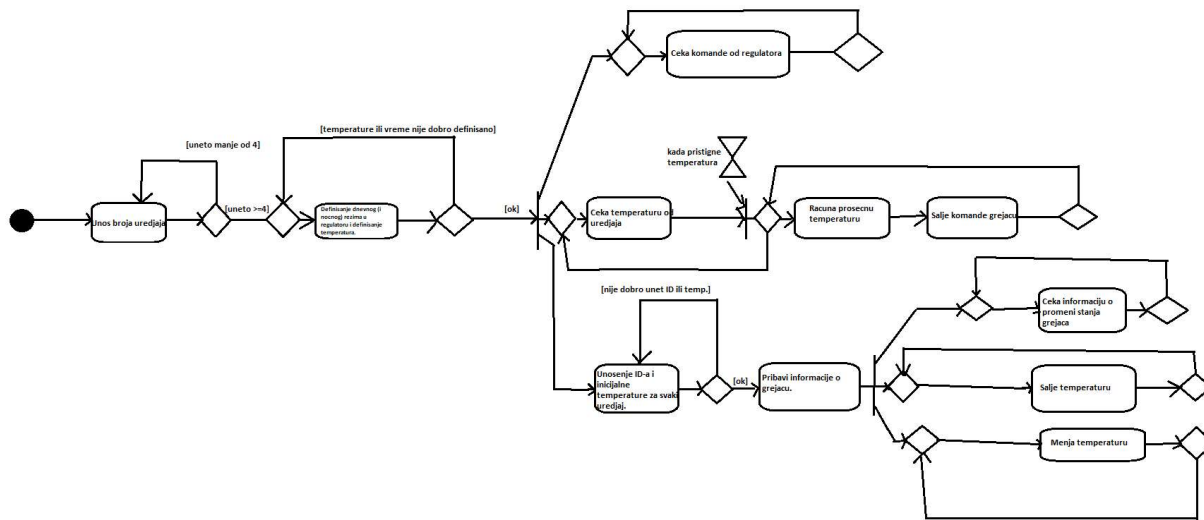 Ceka komande od regulatora
[temperature ili vreme nije dobro definisano]
[uneto manje od 4]
kada pristigne
temperatura
Unos broja uredjaja
[uneto >=4]
Definisanje dnevnog (i
nocnog) rezima u
regulatoru i definisanje
temperatura.
[ok]
Ceka temperaturu od
uredjaja
Racuna prosecnu
temperaturu
Salje komande grejacu
[nije dobro unet ID ili temp.]
Ceka informaciju o
promeni stanja
grejaca
Unosenje ID-a i
inicijalne
temperature za svaki
uredjaj.
[ok]
Pribavi informacije o
grejacu.
Salje temperaturu
Menja temperaturu